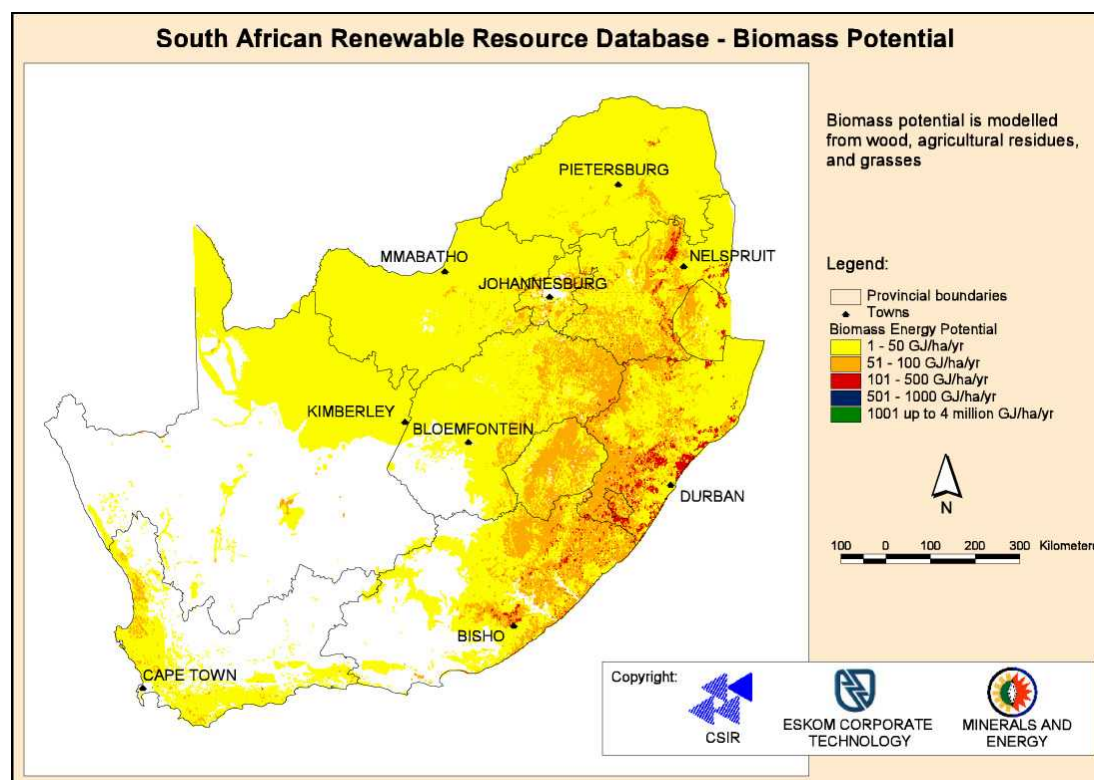 South African Renewable Resource Database - Biomass Potential
Biomass potential is modelled
from wood, agricultural residues,
and grasses
PIETERSBURG
MMABATHO
NELSPRUIT
JOHANNESBURG
KIMBERLEY
BLOEMFONTEIN
DURBAN
BISHO
CAPE TOWN
Legend:
Provincial boundaries
Towns
Biomass Energy Potential
1 - 50 GJ/ha/yr
51 - 100 GJ/ha/yr
101 - 500 GJ/ha/yr
501 - 1000 GJ/ha/yr
1001 up to 4 million GJ/ha/yr
N
100 0 100 200 300 Kilometers
Copyright:
CSIR
ESKOM CORPORATE
TECHNOLOGY
MINERALS AND
ENERGY